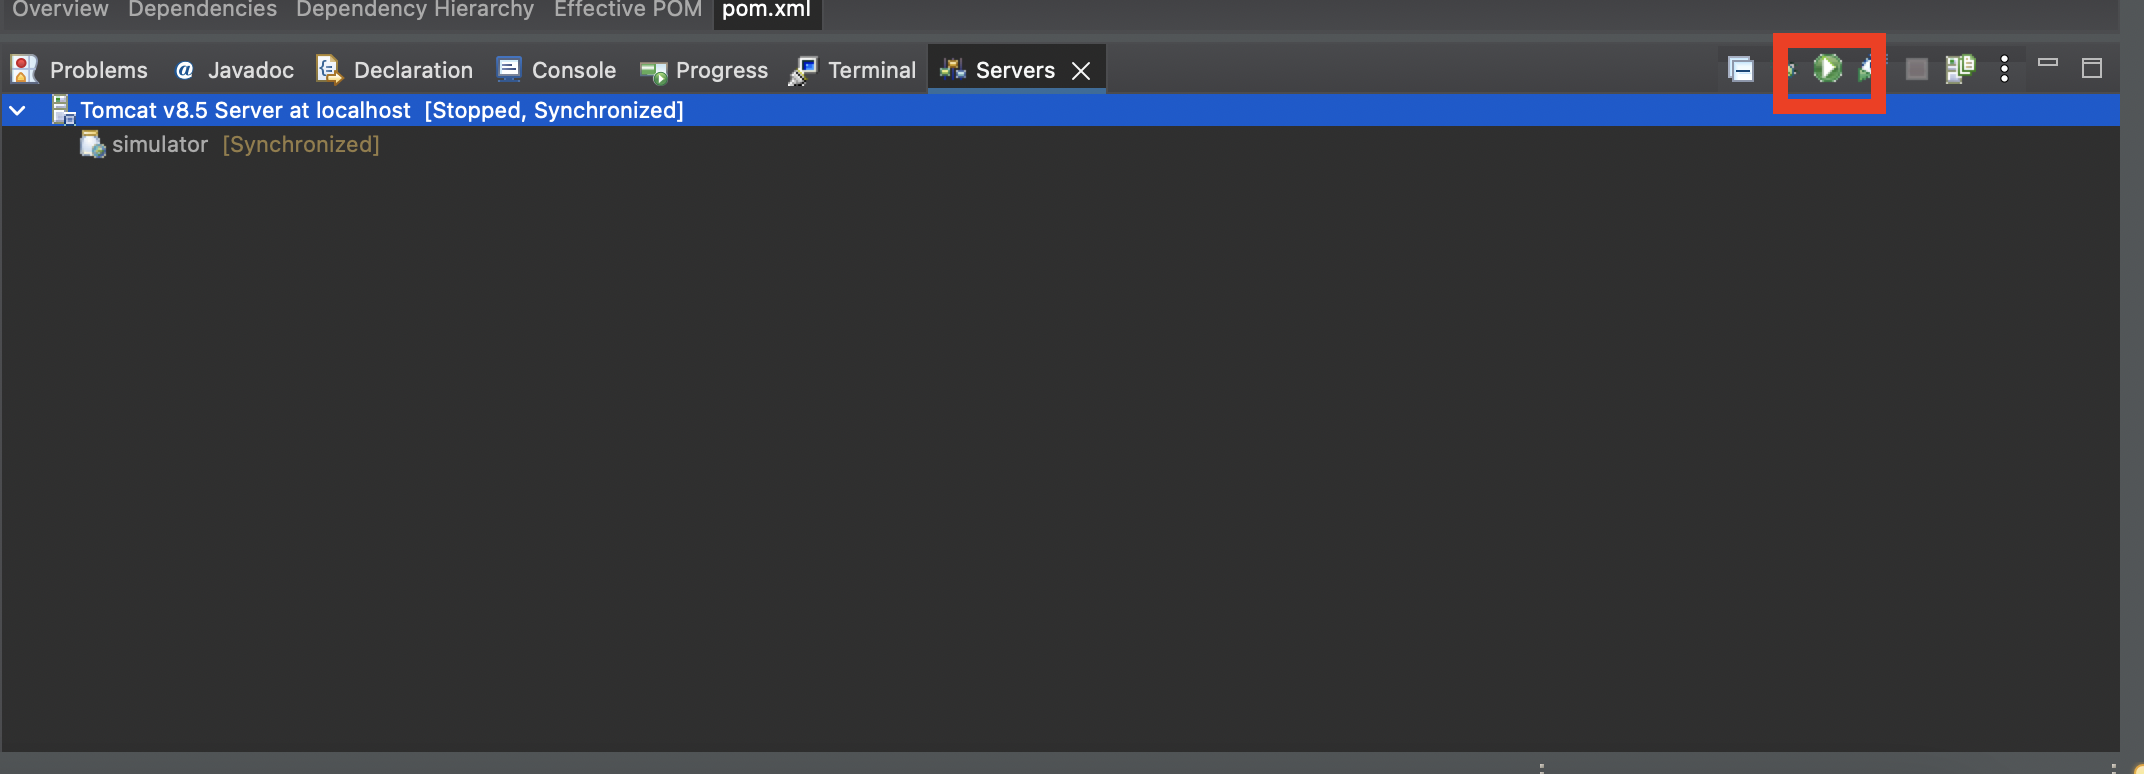 Overview Dependencies Dependency Hierarchy Effective POM pom.xml
Problems @ Javadoc Declaration Console Progress Terminal Servers
Tomcat v8.5 Server at localhost [Stopped, Synchronized]
simulator [Synchronized]